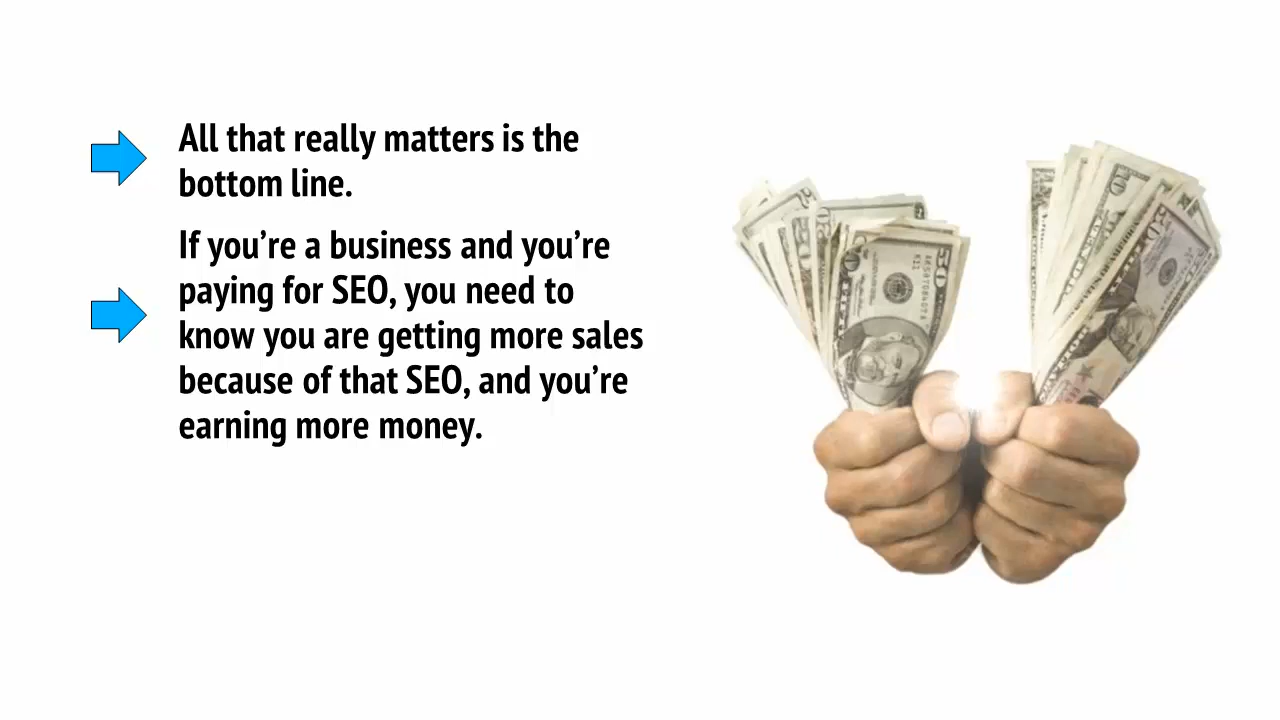 All that really matters is the
bottom line.
If you’re a business and you’re
paying for SEO, you need to
know you are getting more sales
because of that SEO, and you’re
earning more money.